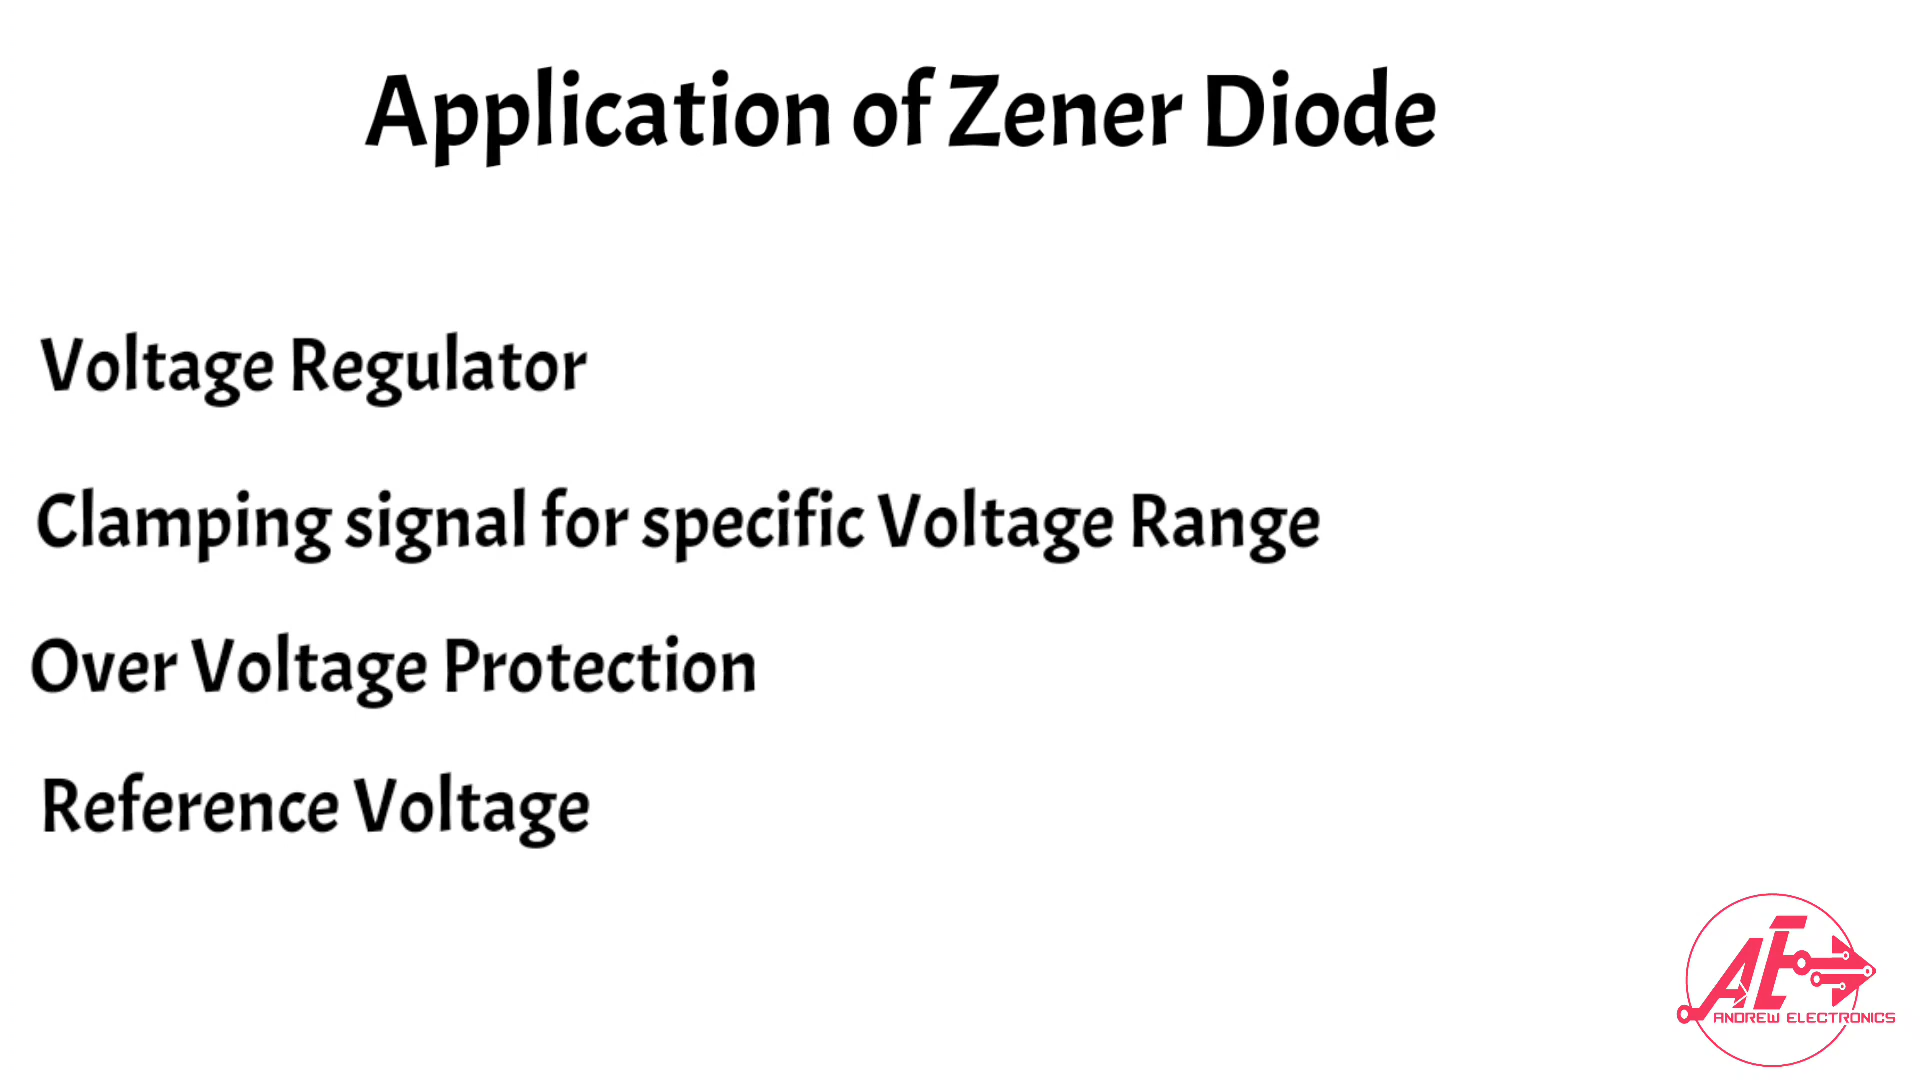 Application of Zener Diode
Voltage Regulator
Clamping signal for specific Voltage Range
Over Voltage Protection
Reference Voltage
AE
ANDREW ELECTRONICS